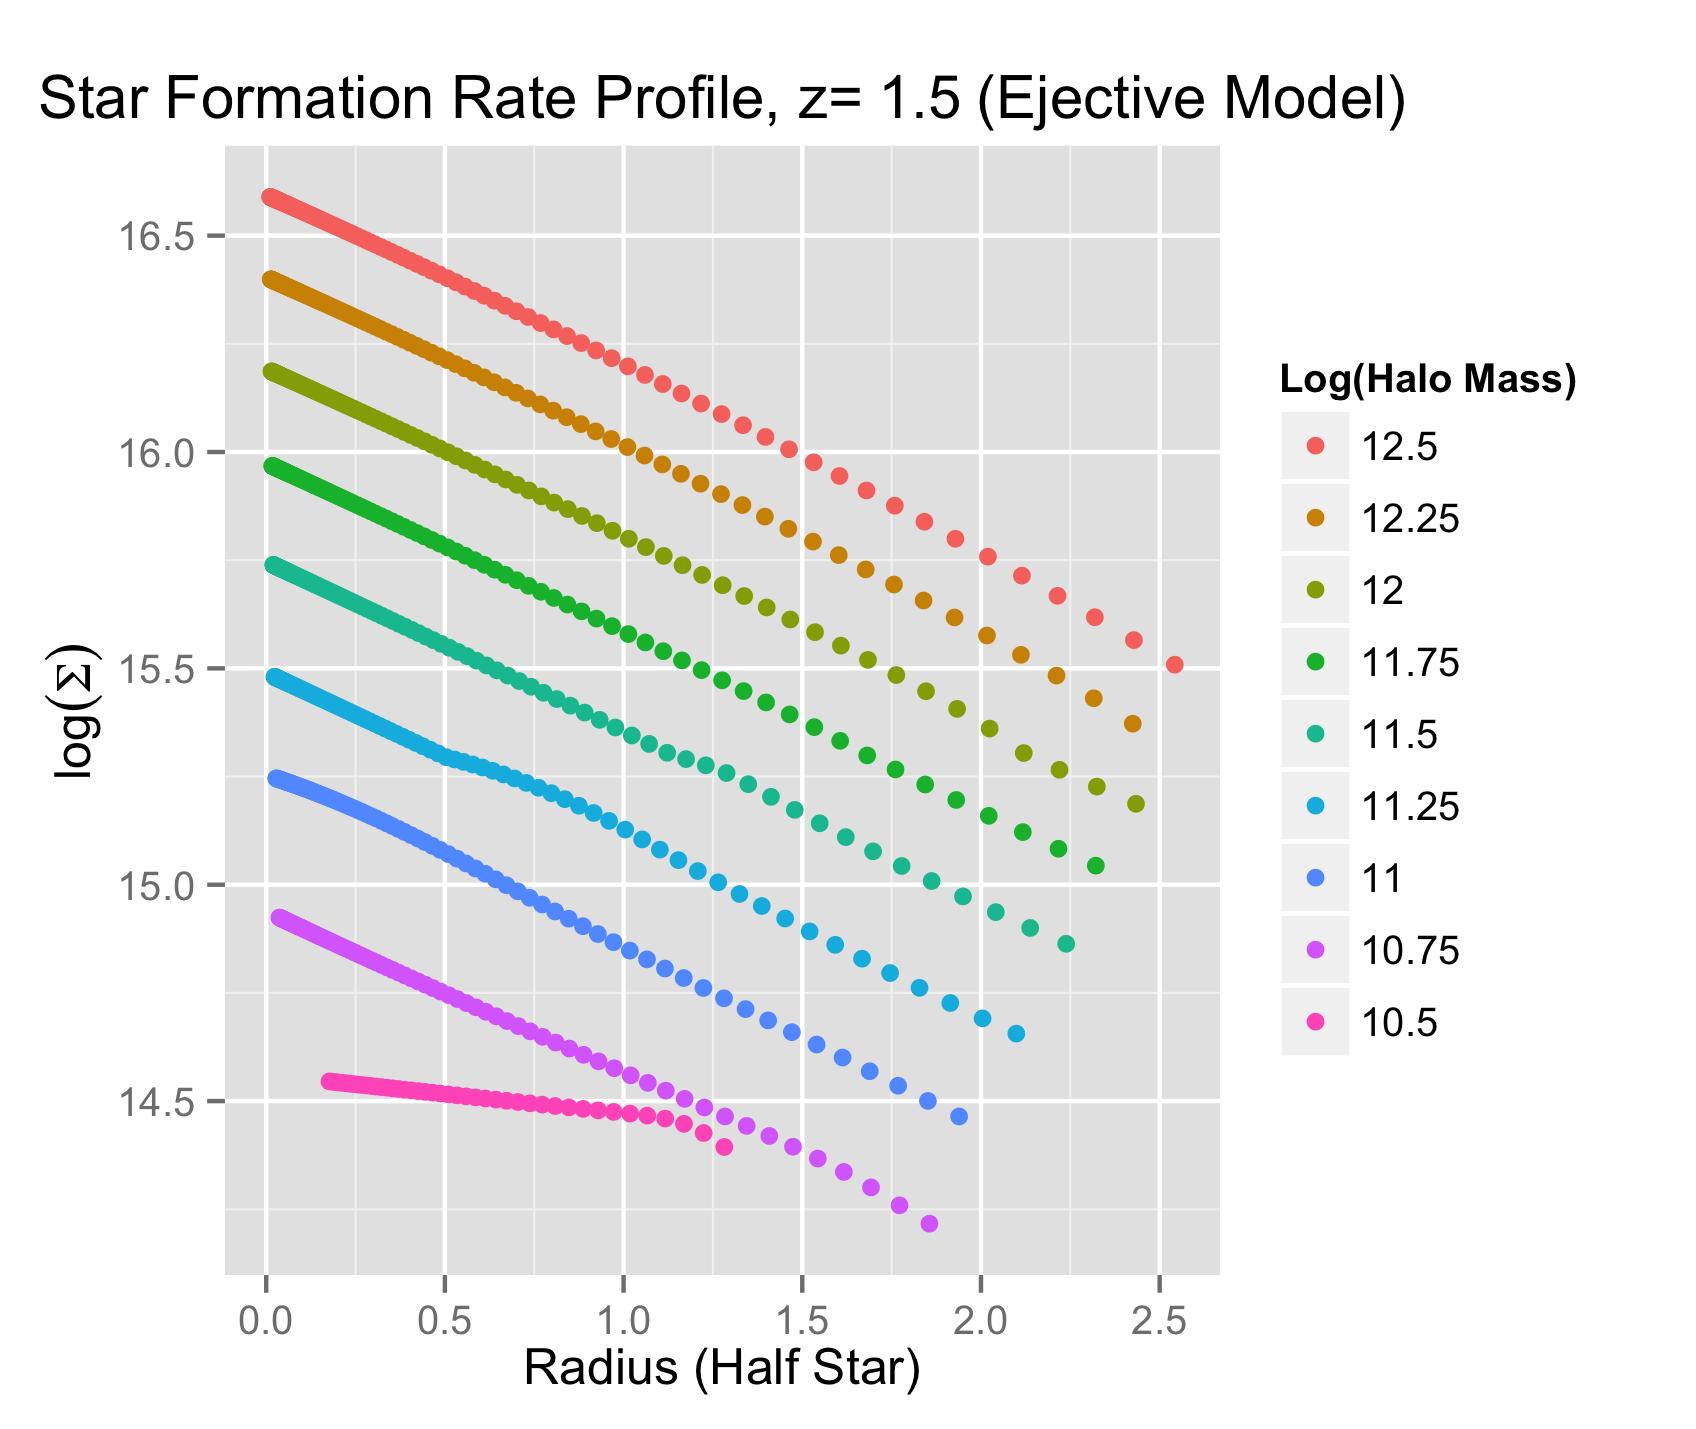 Star Formation Rate Profile, z= 1.5 (Ejective Model)
log(Σ)
16.5
16.0
15.5
15.0
14.5
0.0 0.5 1.0 1.5 2.0 2.5
Radius (Half Star)
Log(Halo Mass)
12.5
12.25
12
11.75
11.5
11.25
11
10.75
10.5